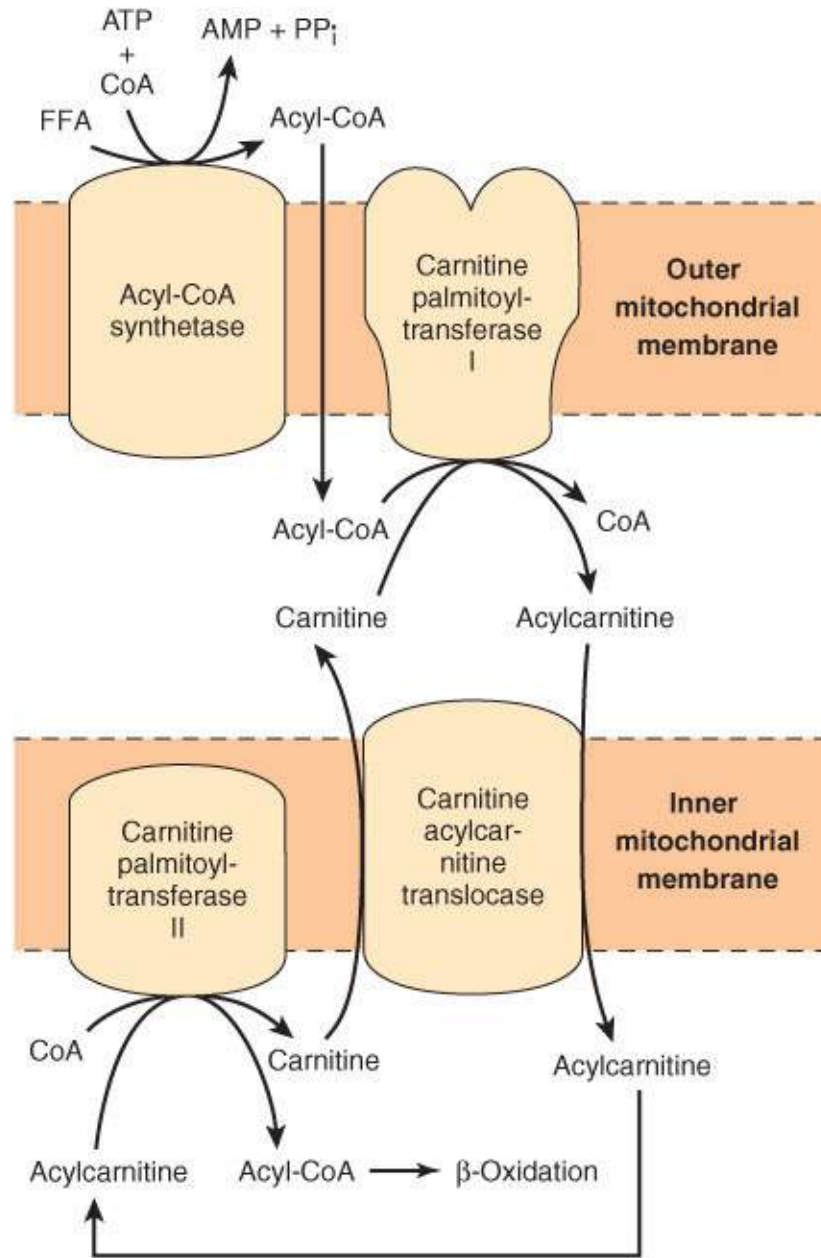 ATP
+
CoA
AMP + PPi
FFA
Acyl-CoA
Acyl-CoA
synthetase
Carnitine
palmitoyl-
transferase
I
Outer
mitochondrial
membrane
Acyl-CoA
CoA
Carnitine
Acylcarnitine
Carnitine
palmitoyl-
transferase
II
Carnitine
acylcar-
nitine
translocase
Inner
mitochondrial
membrane
CoA
Carnitine
Acylcarnitine
Acylcarnitine
Acyl-CoA
β-Oxidation